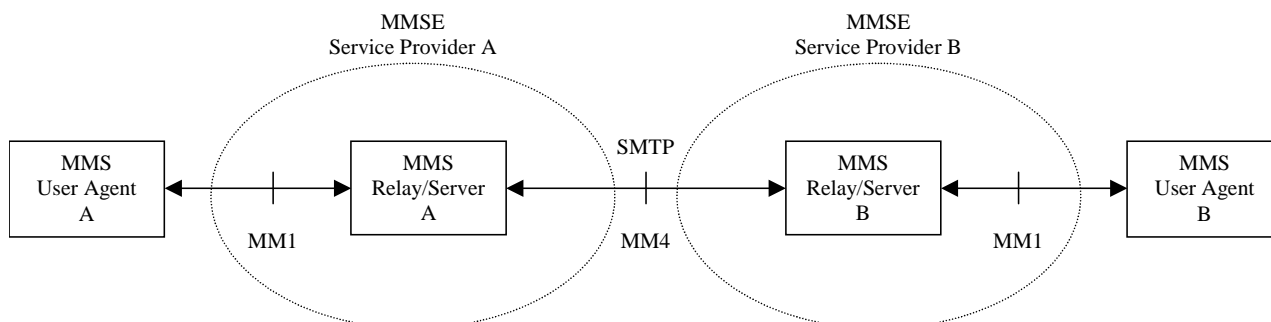 MMSE
Service Provider A
MMSE
Service Provider B
MMS
User Agent
A
MM1
MMS
Relay/Server
A
SMTP
MM4
MMS
Relay/Server
B
MM1
MMS
User Agent
B